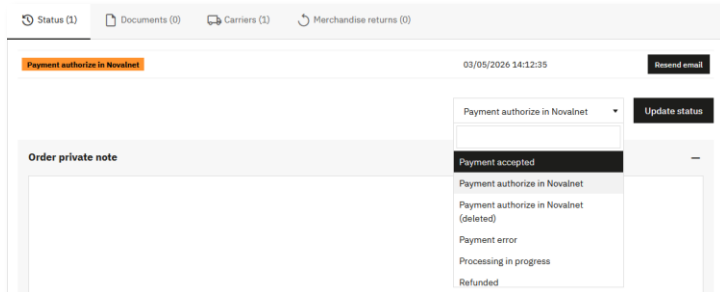 Status (1) Documents (0) Carriers (1) Merchandise returns (0)
Payment authorize in Novalnet 03/05/2026 14:12:35 Resend email
Payment authorize in Novalnet Update status
Order private note
Payment accepted
Payment authorize in Novalnet
Payment authorize in Novalnet
(deleted)
Payment error
Processing in progress
Refunded